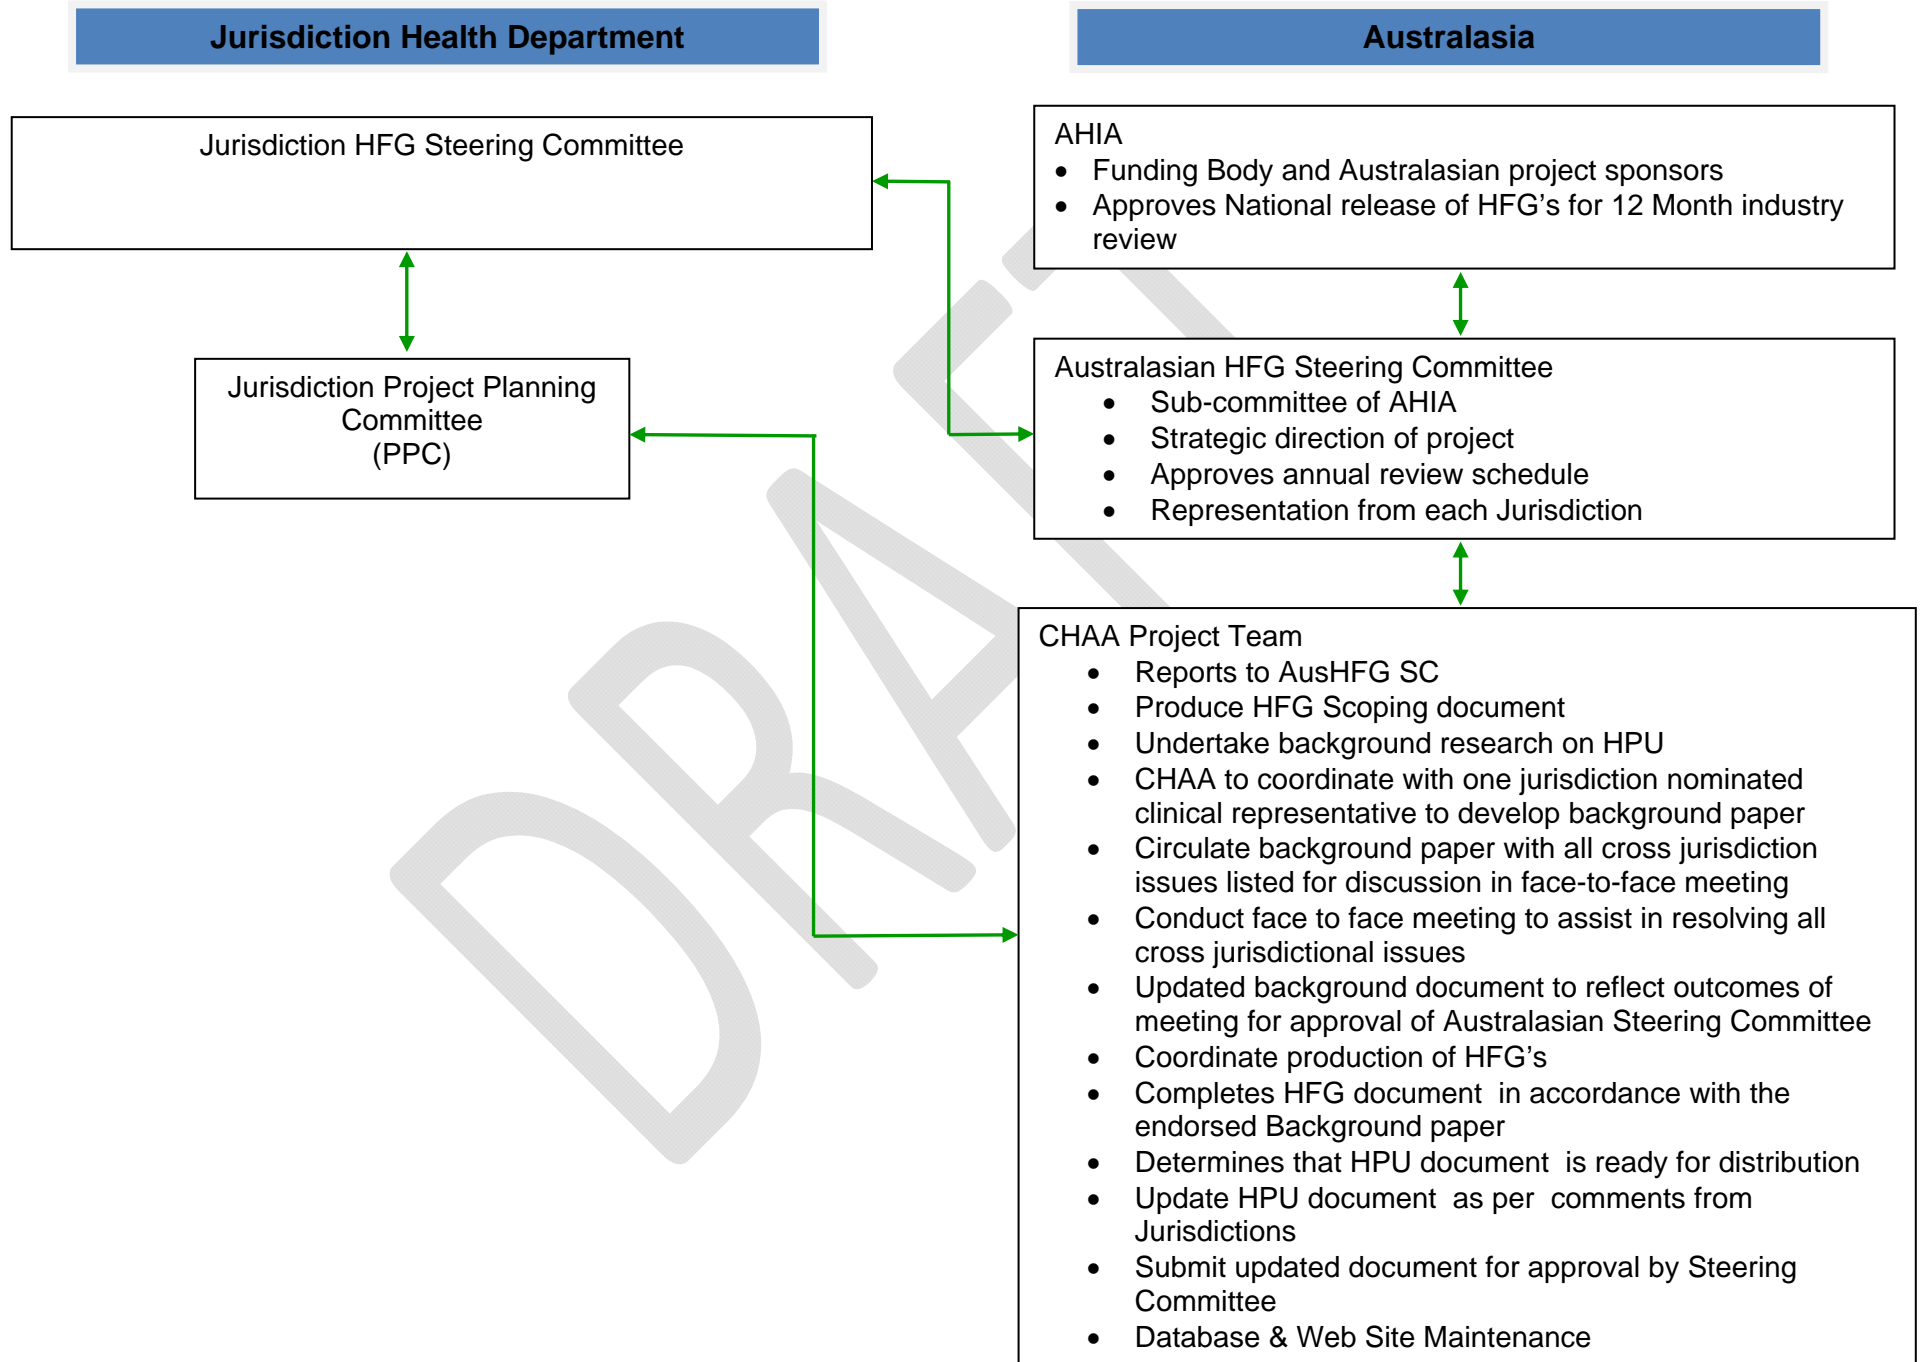 Jurisdiction Health Department
Australasia
Jurisdiction HFG Steering Committee
AHIA
• Funding Body and Australasian project sponsors
• Approves National release of HFG's for 12 Month industry
review
Jurisdiction Project Planning
Committee
(PPC)
Australasian HFG Steering Committee
• Sub-committee of AHIA
• Strategic direction of project
• Approves annual review schedule
• Representation from each Jurisdiction
CHAA Project Team
• Reports to AusHFG SC
• Produce HFG Scoping document
• Undertake background research on HPU
• CHAA to coordinate with one jurisdiction nominated
clinical representative to develop background paper
• Circulate background paper with all cross jurisdiction
issues listed for discussion in face-to-face meeting
• Conduct face to face meeting to assist in resolving all
cross jurisdictional issues
• Updated background document to reflect outcomes of
meeting for approval of Australasian Steering Committee
• Coordinate production of HFG's
• Completes HFG document in accordance with the
endorsed Background paper
• Determines that HPU document is ready for distribution
• Update HPU document as per comments from
Jurisdictions
• Submit updated document for approval by Steering
Committee
• Database & Web Site Maintenance
DRAFT